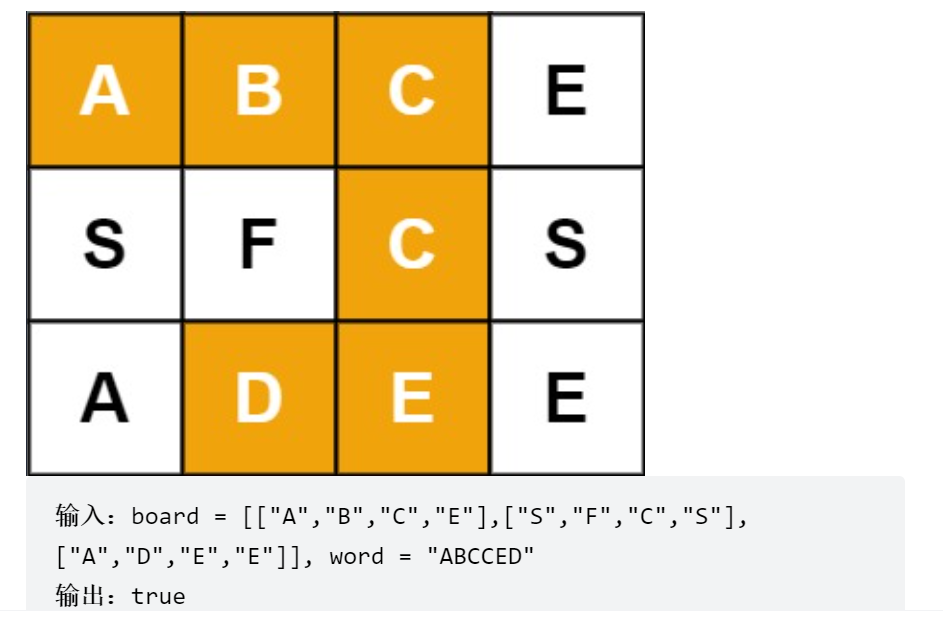 A B C E
S F C S
A D E E
输入：board = [["A","B","C","E"],["S","F","C","S"],
["A","D","E","E"]], word = "ABCCED"
输出：true